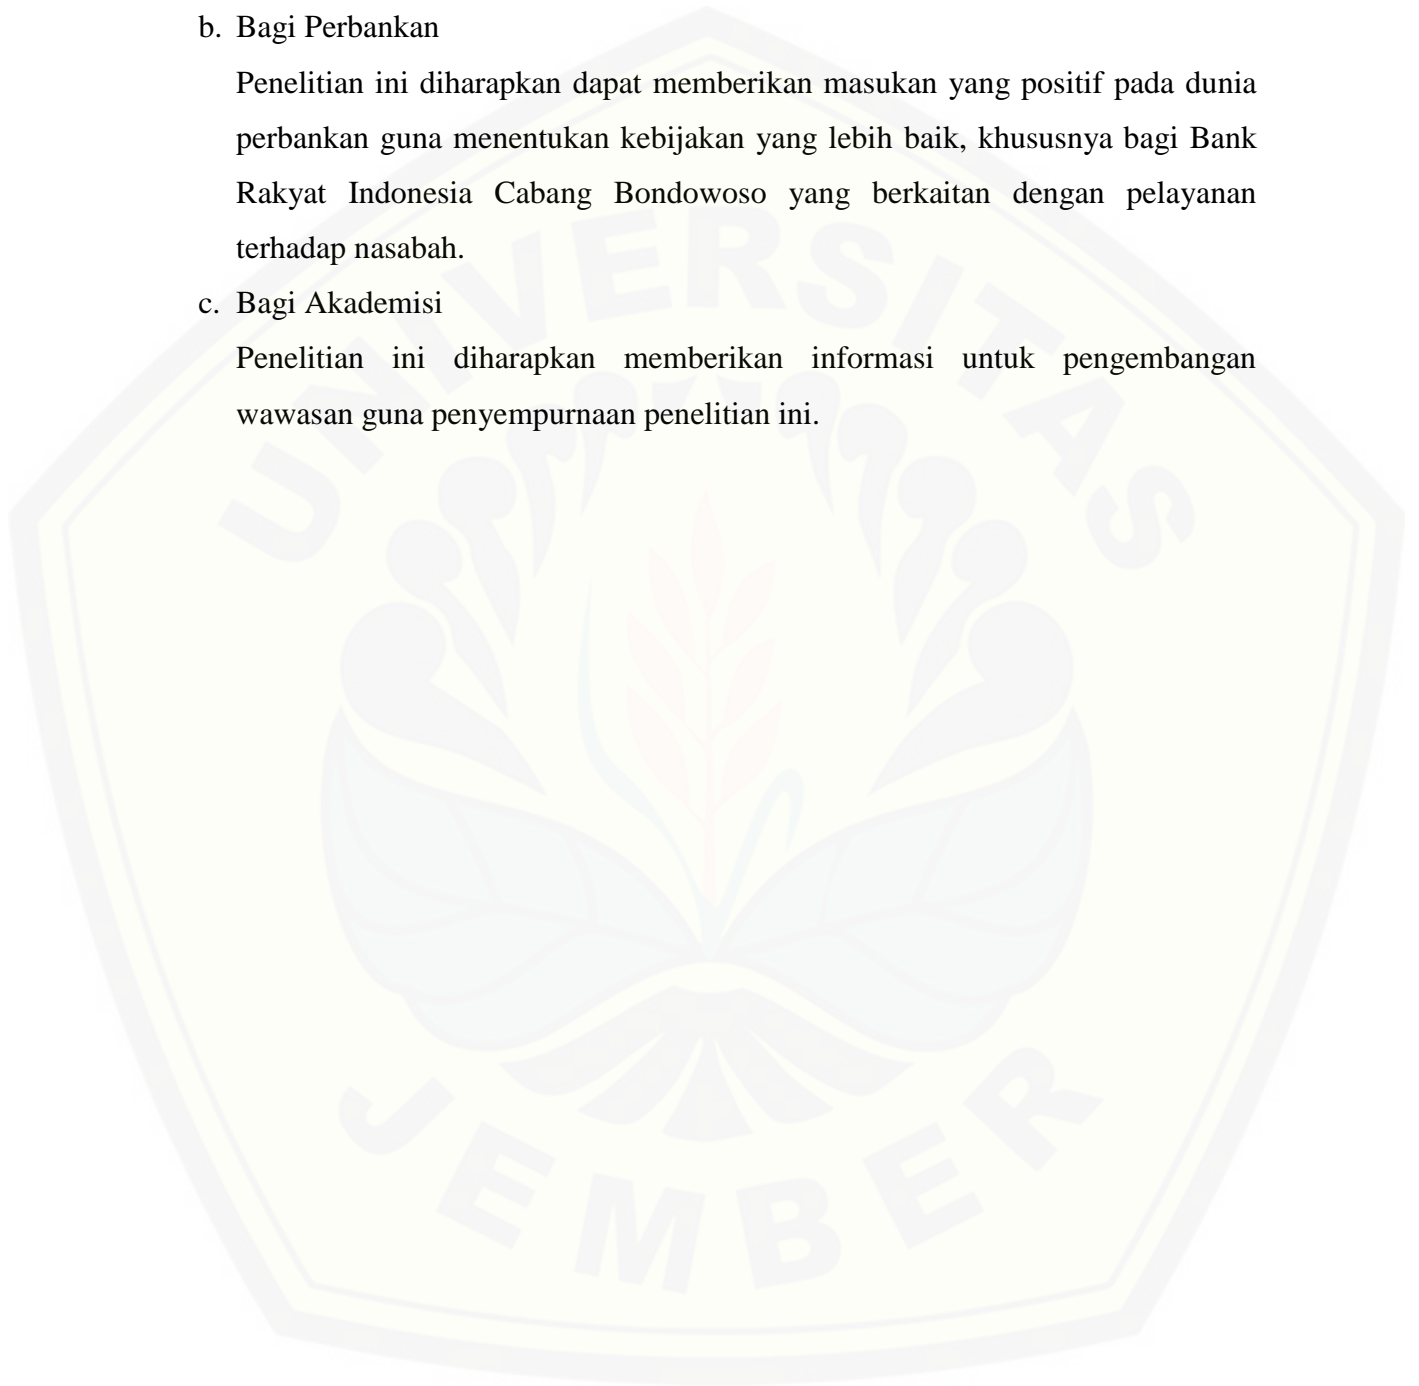 b. Bagi Perbankan
Penelitian ini diharapkan dapat memberikan masukan yang positif pada dunia
perbankan guna menentukan kebijakan yang lebih baik, khususnya bagi Bank
Rakyat Indonesia Cabang Bondowoso yang berkaitan dengan pelayanan
terhadap nasabah.
c. Bagi Akademisi
Penelitian ini diharapkan memberikan informasi untuk pengembangan
wawasan guna penyempurnaan penelitian ini.
UNIVERSITAS
JEMBER